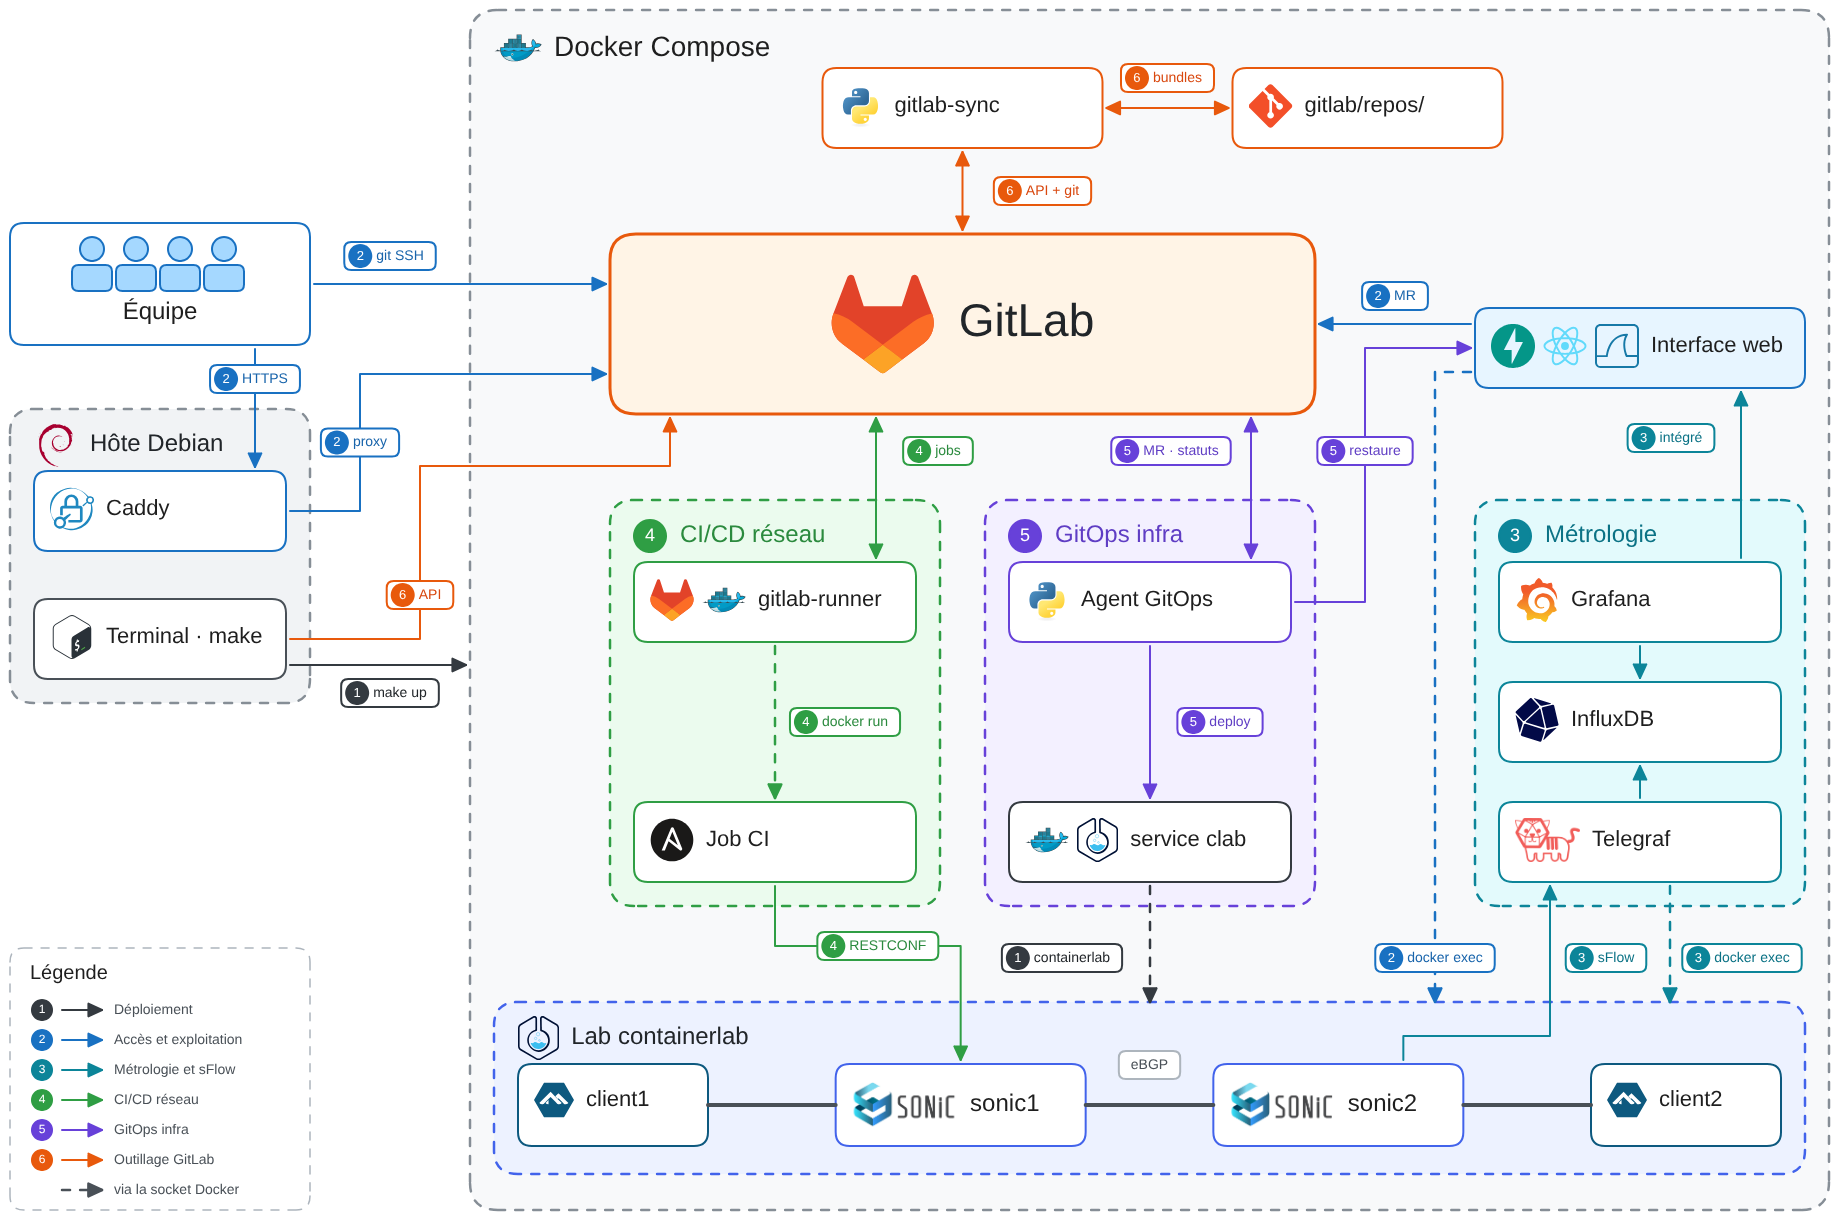 Docker Compose
gitlab-sync
6 bundles
gitlab/repos/
6 API + git
Équipe
2 git SSH
2 HTTPS
GitLab
2 MR
Interface web
Hôte Debian
Caddy
2 proxy
Terminal · make
6 API
1 make up
4 jobs
5 MR · statuts
5 restaure
3 intégré
4 CI/CD réseau
gitlab-runner
4 docker run
Job CI
4 RESTCONF
5 GitOps infra
Agent GitOps
5 deploy
service clab
1 containerlab
3 Métrologie
Grafana
InfluxDB
Telegraf
2 docker exec
3 sFlow
3 docker exec
Lab containerlab
client1
SONiC sonic1
eBGP
SONiC sonic2
client2
Légende
1 Déploiement
2 Accès et exploitation
3 Métrologie et sFlow
4 CI/CD réseau
5 GitOps infra
6 Outillage GitLab
via la socket Docker